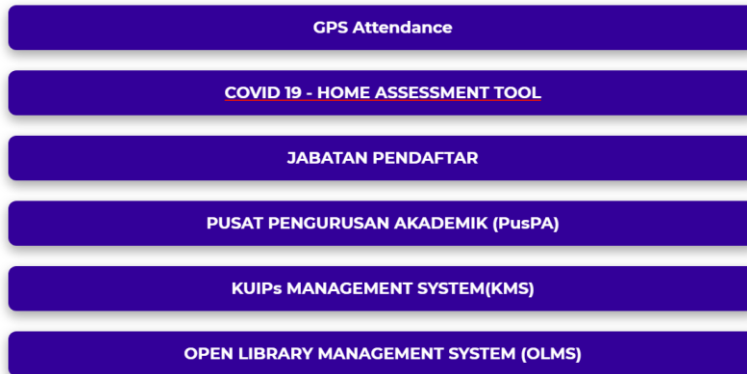 GPS Attendance
COVID 19 - HOME ASSESSMENT TOOL
JABATAN PENDAFTAR
PUSAT PENGURUSAN AKADEMIK (PusPA)
KUIPs MANAGEMENT SYSTEM(KMS)
OPEN LIBRARY MANAGEMENT SYSTEM (OLMS)